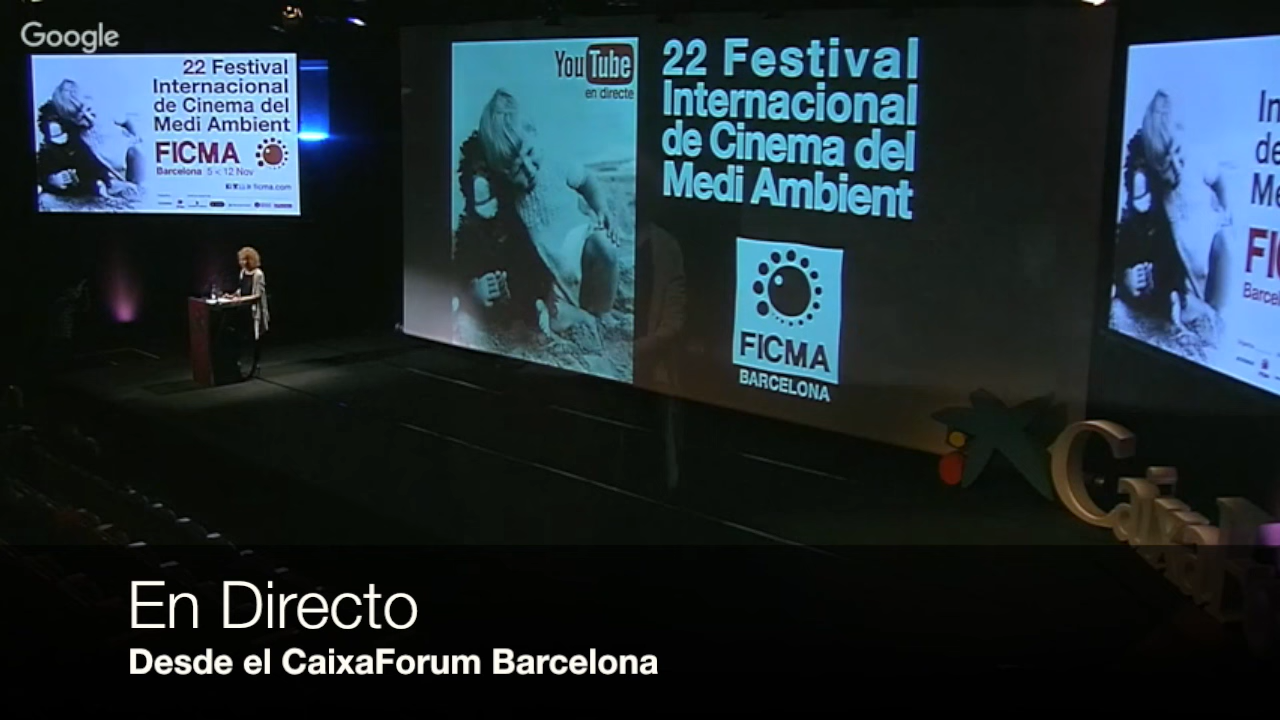 Google
22 Festival
Internacional
de Cinema del
Medi Ambient
FICMA
Barcelona 5 < 12 Nov
ficma.com
YouTube
en directe
22 Festival
Internacional
de Cinema del
Medi Ambient
FICMA
BARCELONA
In
de
Me
FI
Barcel
Caixa
En Directo
Desde el CaixaForum Barcelona